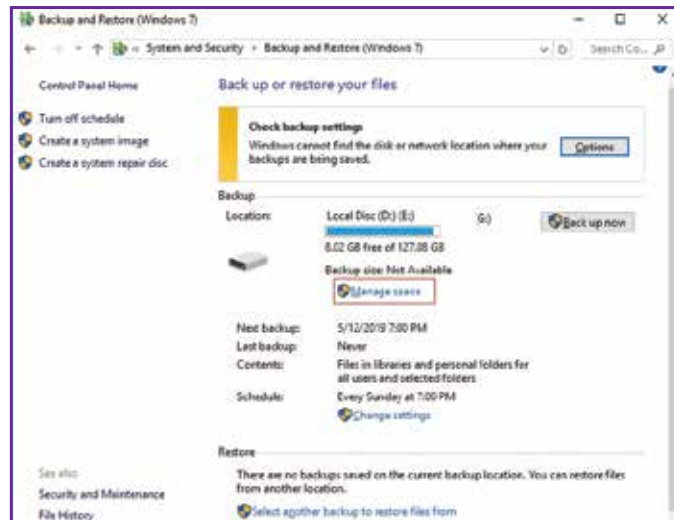 Backup and Restore (Windows 7)
System and Security
Backup and Restore (Windows 7)
Search Co...
Control Panel Home
Turn off schedule
Create a system image
Create a system repair disc
Back up or restore your files
Check backup settings
Windows cannot find the disk or network location where your
backups are being saved.
Options
Backup
Location:
Local Disc (D:) (E:)
G:)
Back up now
8.02 GB free of 127.08 GB
Backup size: Not Available
Manage space
Next backup:
5/12/2019 7:00 PM
Last backup:
Never
Contents:
Files in libraries and personal folders for
all users and selected folders
Schedule:
Every Sunday at 7:00 PM
Change settings
Restore
There are no backups saved on the current backup location. You can restore files
from another location.
Select another backup to restore files from
See also
Security and Maintenance
File History